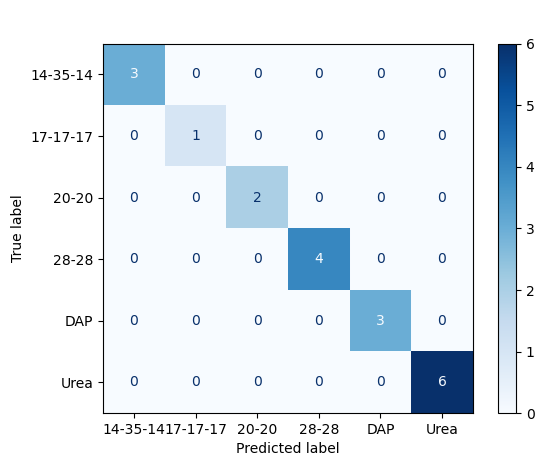 6
14-35-14 3 0 0 0 0 0
5
17-17-17 0 1 0 0 0 0
4
20-20 0 0 2 0 0 0
True label
3
28-28 0 0 0 4 0 0
2
DAP 0 0 0 0 3 0
1
Urea 0 0 0 0 0 6
0
14-35-14 17-17-17 20-20 28-28 DAP Urea
Predicted label